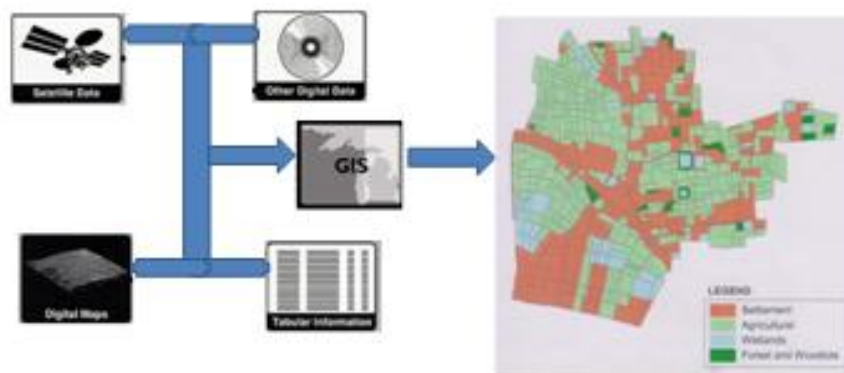 Satellite Data
Other Digital Data
GIS
Digital Maps
Tabular Information
LEGEND
Settlement
Agricultural
Wetlands
Forest and Woodlots